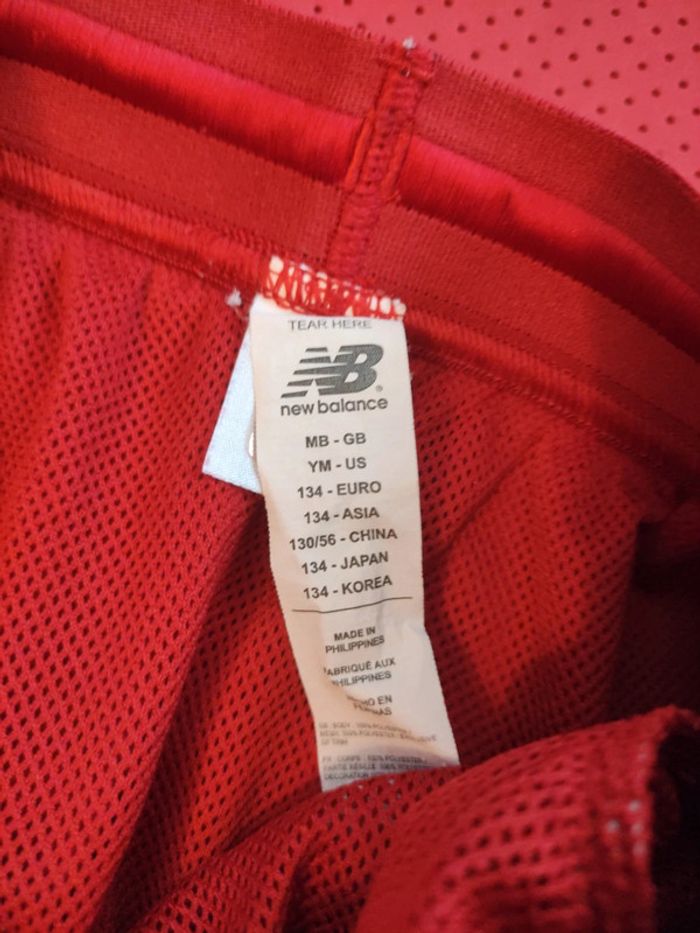 TEAR HERE
NB
new balance
MB - GB
YM - US
134 - EURO
134 - ASIA
130/56 - CHINA
134 - JAPAN
134 - KOREA
MADE IN
PHILIPPINES
FABRIQUÉ AUX
PHILIPPINES
EN